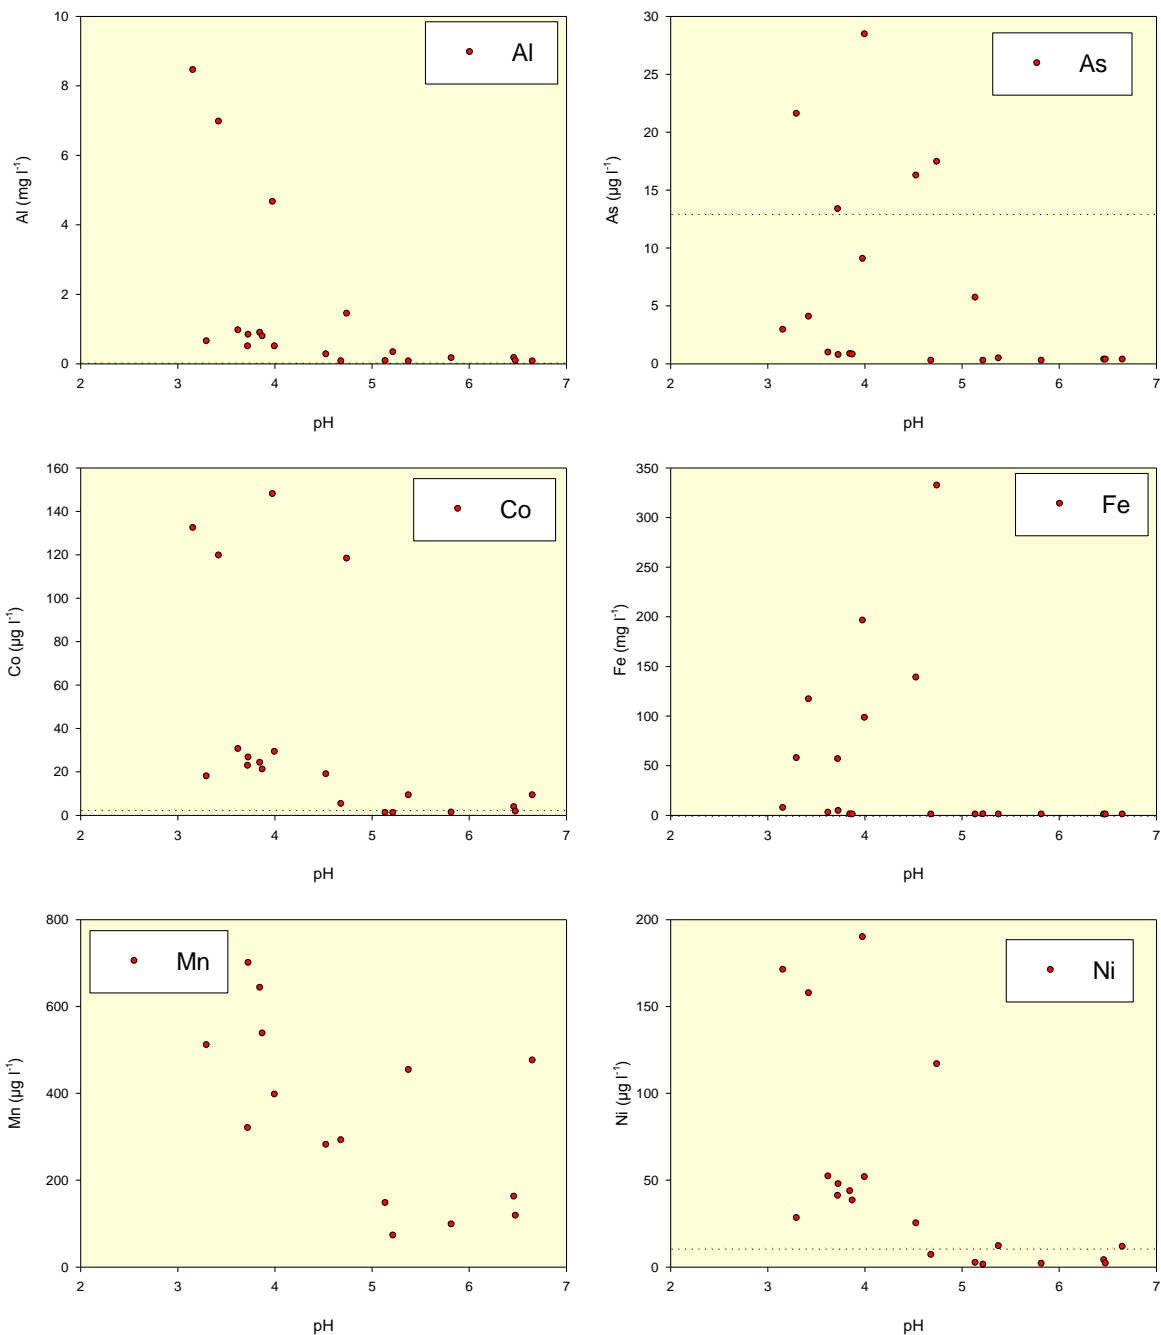 10
8
6
4
2
0
Al (mg l-1)
Al
2 3 4 5 6 7
pH
30
25
20
15
10
5
0
As (µg l-1)
As
2 3 4 5 6 7
pH
160
140
120
100
80
60
40
20
0
Co (µg l-1)
Co
2 3 4 5 6 7
pH
350
300
250
200
150
100
50
0
Fe (mg l-1)
Fe
2 3 4 5 6 7
pH
800
600
400
200
0
Mn (µg l-1)
Mn
2 3 4 5 6 7
pH
200
150
100
50
0
Ni (µg l-1)
Ni
2 3 4 5 6 7
pH